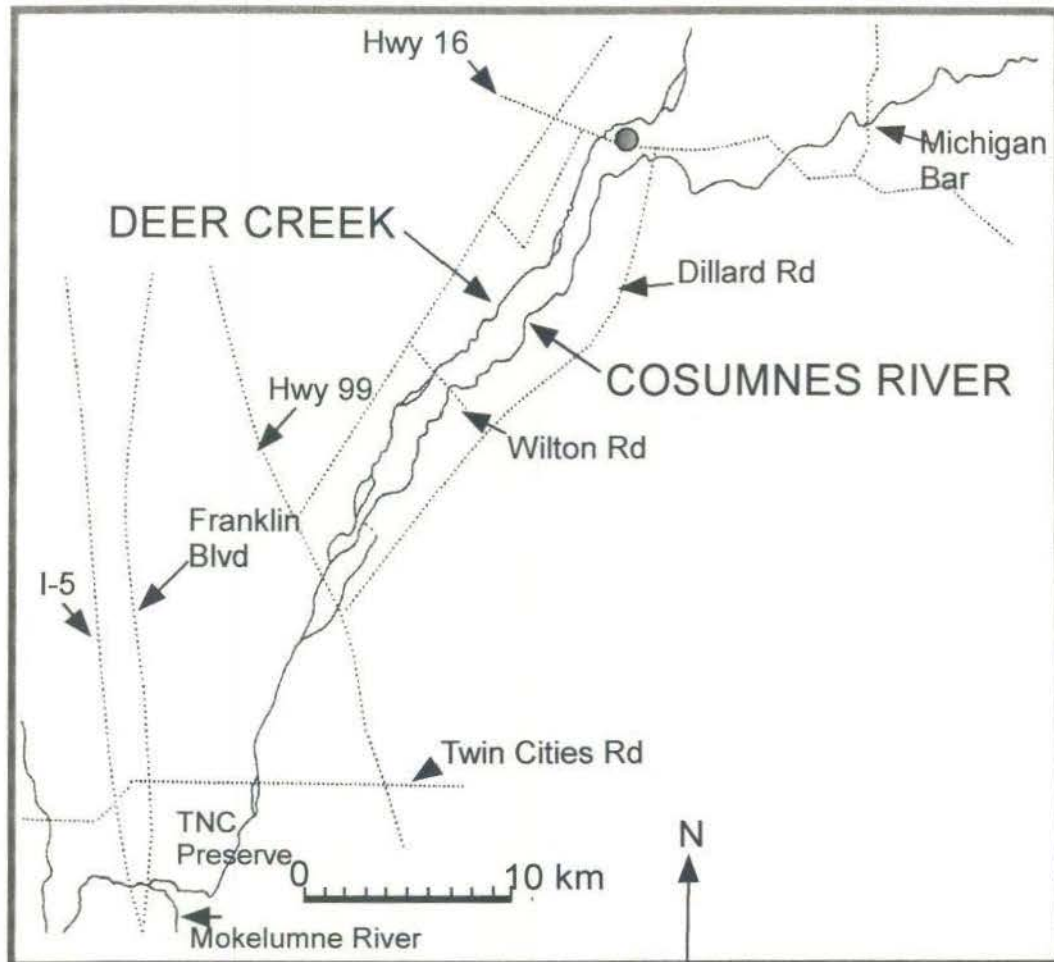 Hwy 16
Michigan
Bar
DEER CREEK
Dillard Rd
COSUMNES RIVER
Hwy 99
Wilton Rd
Franklin
Blvd
I-5
Twin Cities Rd
TNC
Preserve
0 10 km
N
Mokelumne River